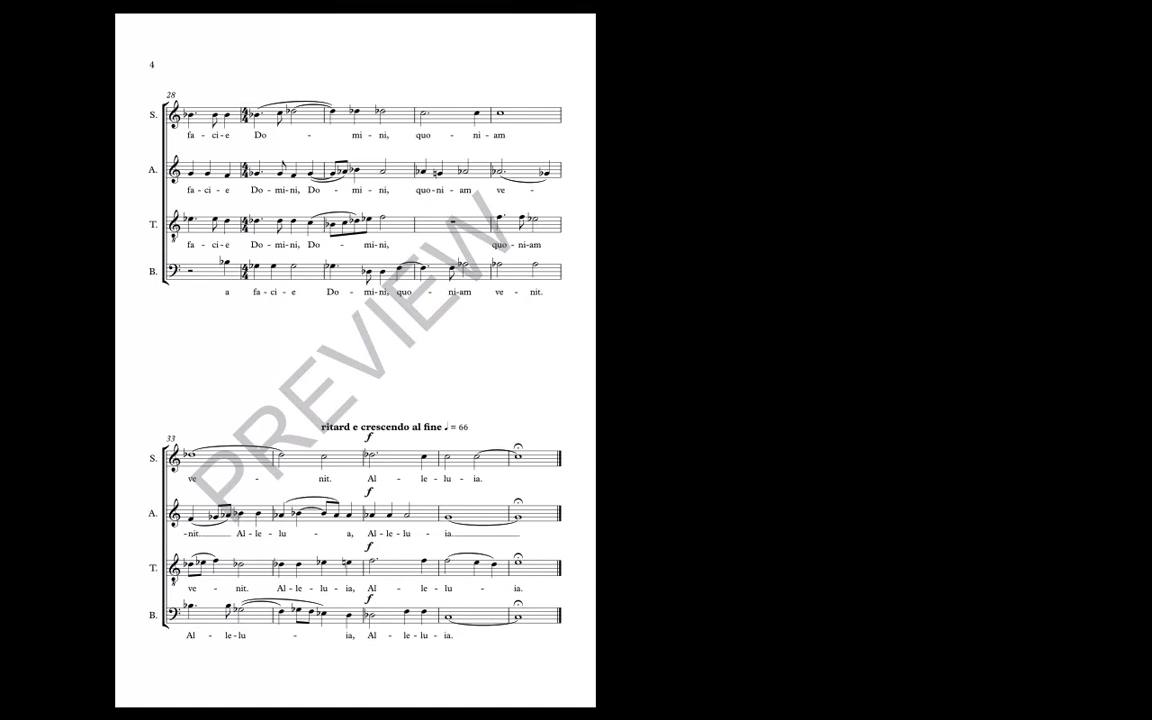 4
28
S.
fa - ci - e Do - mi - ni, quo - ni - am
A.
fa - ci - e Do - mi - ni, Do - mi - ni, quo - ni - am ve -
T.
fa - ci - e Do - mi - ni, Do - mi - ni, quo - ni - am
B.
a fa - ci - e Do - mi - ni, quo - ni - am ve - nit.
PREVIEW
ritard e crescendo al fine ♩ = 66
33
f
S.
ve - nit. Al - le - lu - ia.
f
A.
-nit Al - le - lu - a, Al - le - lu - ia
f
T.
ve - nit. Al - le - lu - ia, Al - le - lu - ia.
f
B.
Al - le - lu - ia, Al - le - lu - ia.